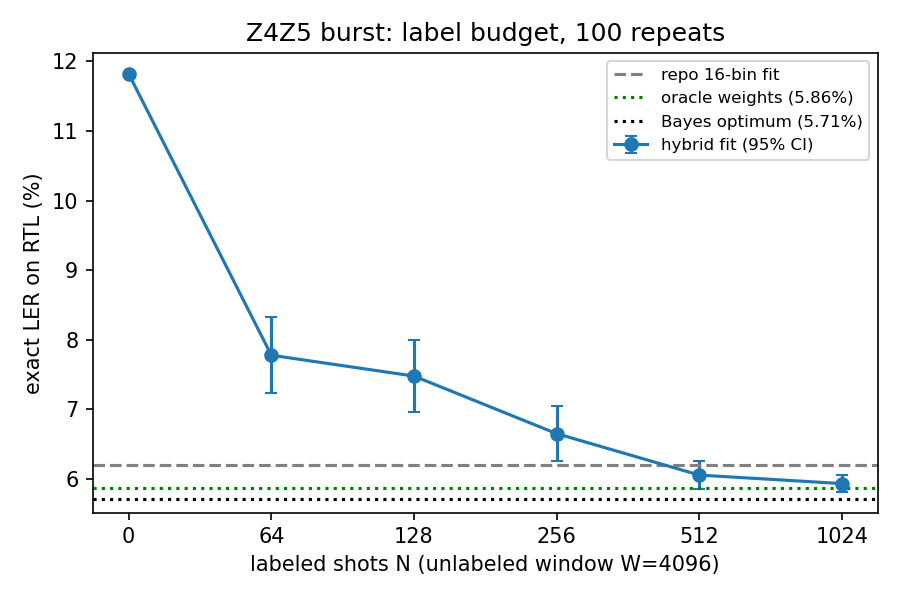 Z4Z5 burst: label budget, 100 repeats
exact LER on RTL (%)
12
11
10
9
8
7
6
repo 16-bin fit
oracle weights (5.86%)
Bayes optimum (5.71%)
hybrid fit (95% CI)
0 64 128 256 512 1024
labeled shots N (unlabeled window W=4096)